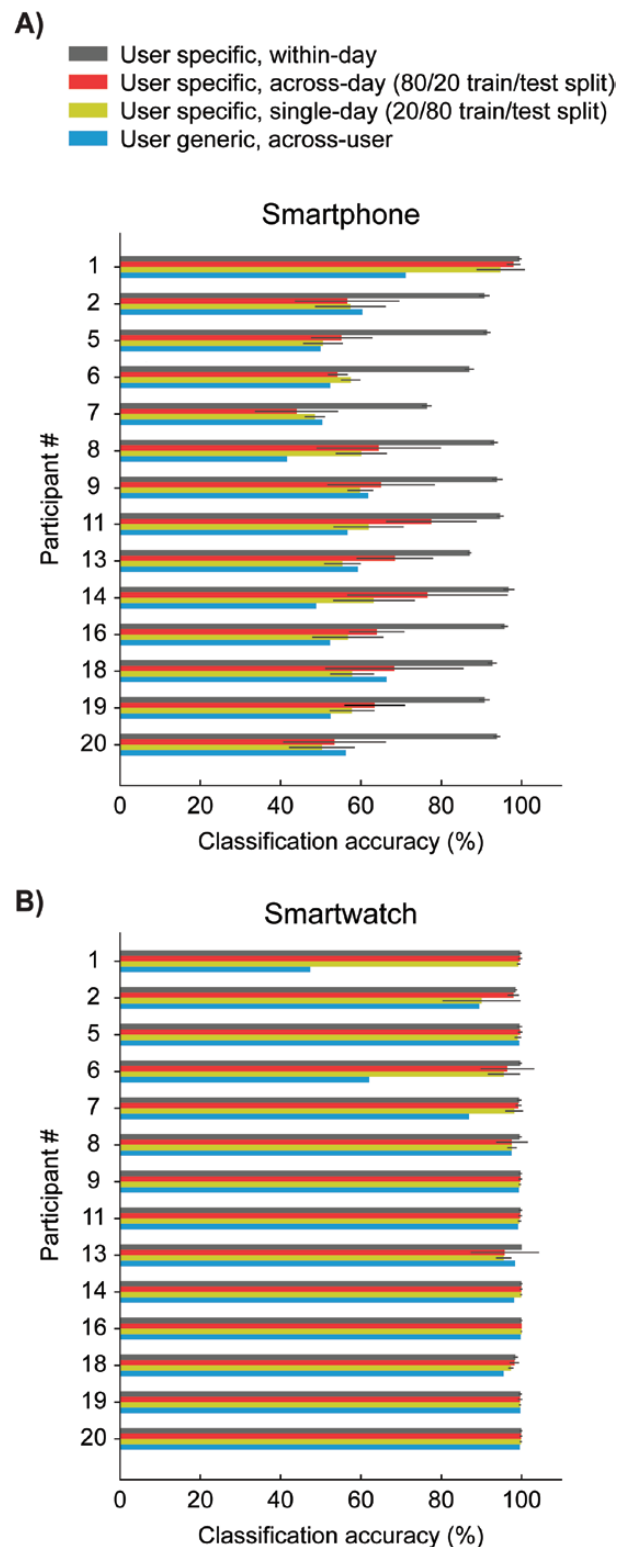 A)
User specific, within-day
User specific, across-day (80/20 train/test split)
User specific, single-day (20/80 train/test split)
User generic, across-user
Smartphone
Participant #
1
2
5
6
7
8
9
11
13
14
16
18
19
20
0 20 40 60 80 100
Classification accuracy (%)
B)
Smartwatch
Participant #
1
2
5
6
7
8
9
11
13
14
16
18
19
20
0 20 40 60 80 100
Classification accuracy (%)